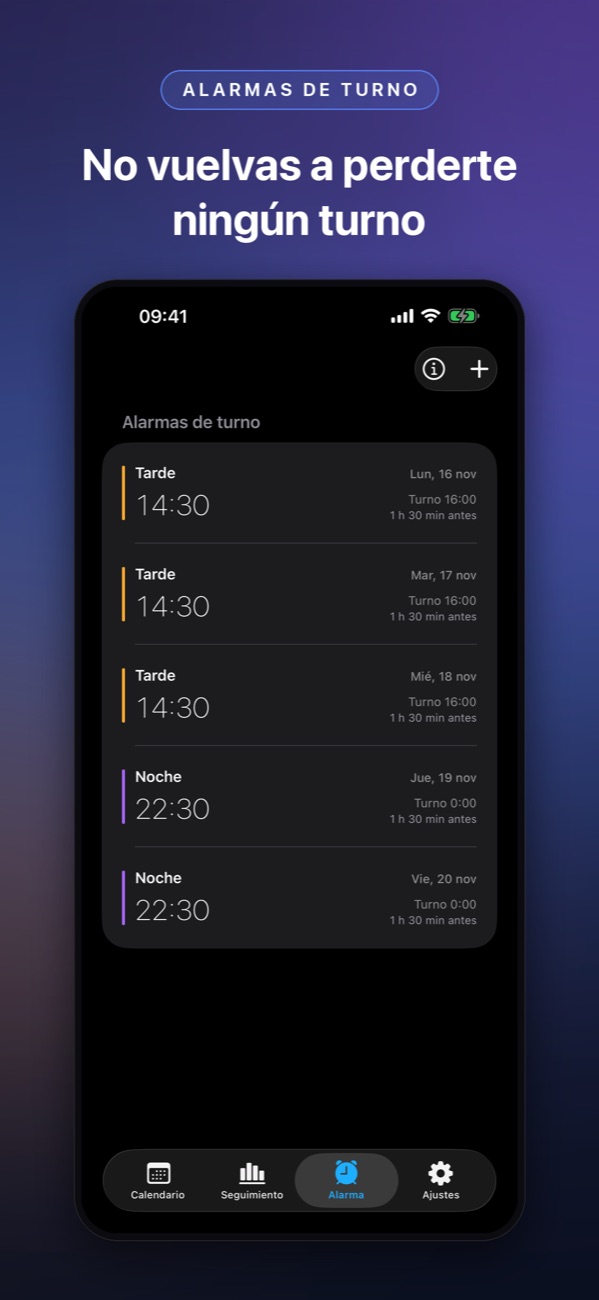 ALARMAS DE TURNO
No vuelvas a perderte
ningún turno
09:41
Alarmas de turno
Tarde
Lun, 16 nov
14:30
Turno 16:00
1 h 30 min antes
Tarde
Mar, 17 nov
14:30
Turno 16:00
1 h 30 min antes
Tarde
Mié, 18 nov
14:30
Turno 16:00
1 h 30 min antes
Noche
Jue, 19 nov
22:30
Turno 0:00
1 h 30 min antes
Noche
Vie, 20 nov
22:30
Turno 0:00
1 h 30 min antes
Calendario
Seguimiento
Alarma
Ajustes